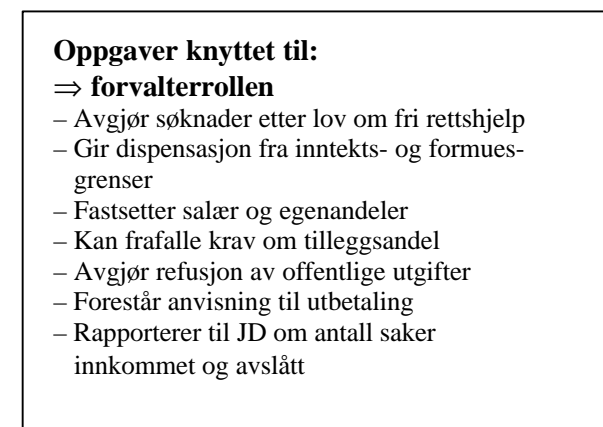 Oppgaver knyttet til:
⇒ forvalterrollen
– Avgjør søknader etter lov om fri rettshjelp
– Gir dispensasjon fra inntekts- og formues-
grenser
– Fastsetter salær og egenandeler
– Kan frafalle krav om tilleggsandel
– Avgjør refusjon av offentlige utgifter
– Forestår anvisning til utbetaling
– Rapporterer til JD om antall saker
innkommet og avslått